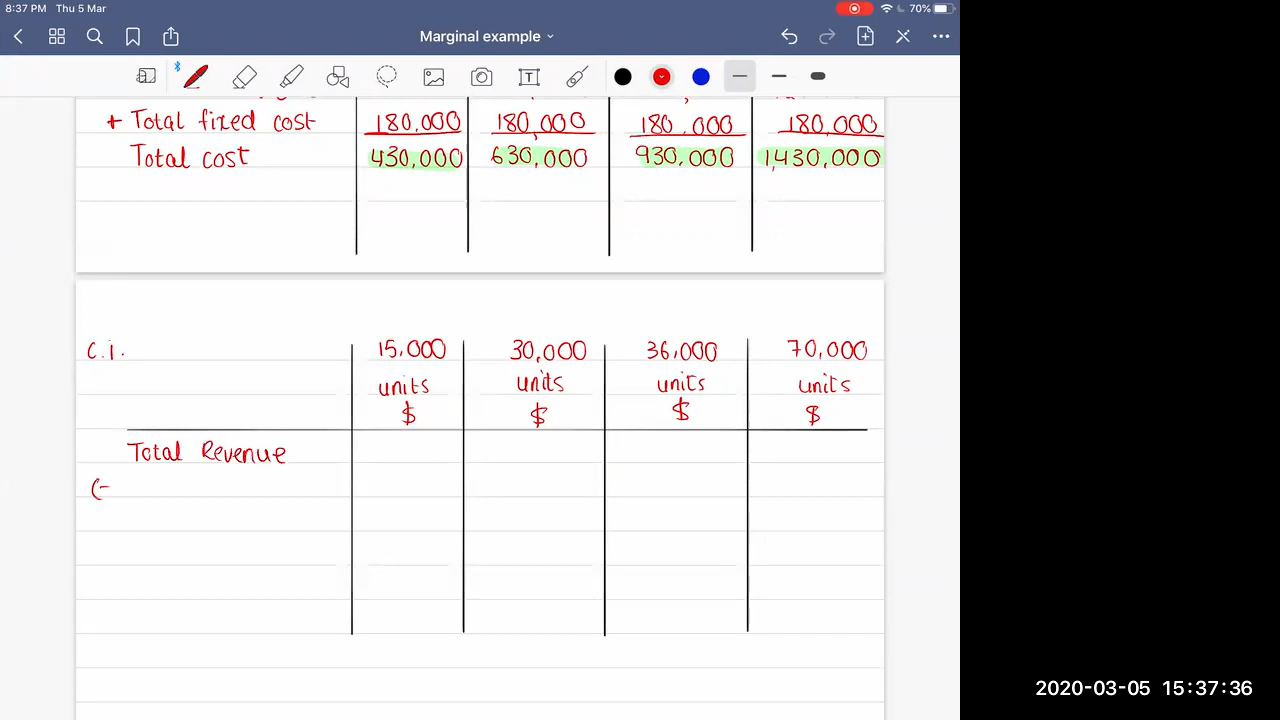 8:37 PM Thu 5 Mar 70%
Marginal example
T
+ Total fixed cost 180,000 180,000 180,000 180,000
Total cost 430,000 630,000 930,000 1,430,000
c.i. 15,000 30,000 36,000 70,000
units units units units
$ $ $ $
Total Revenue
(-
2020-03-05 15:37:36